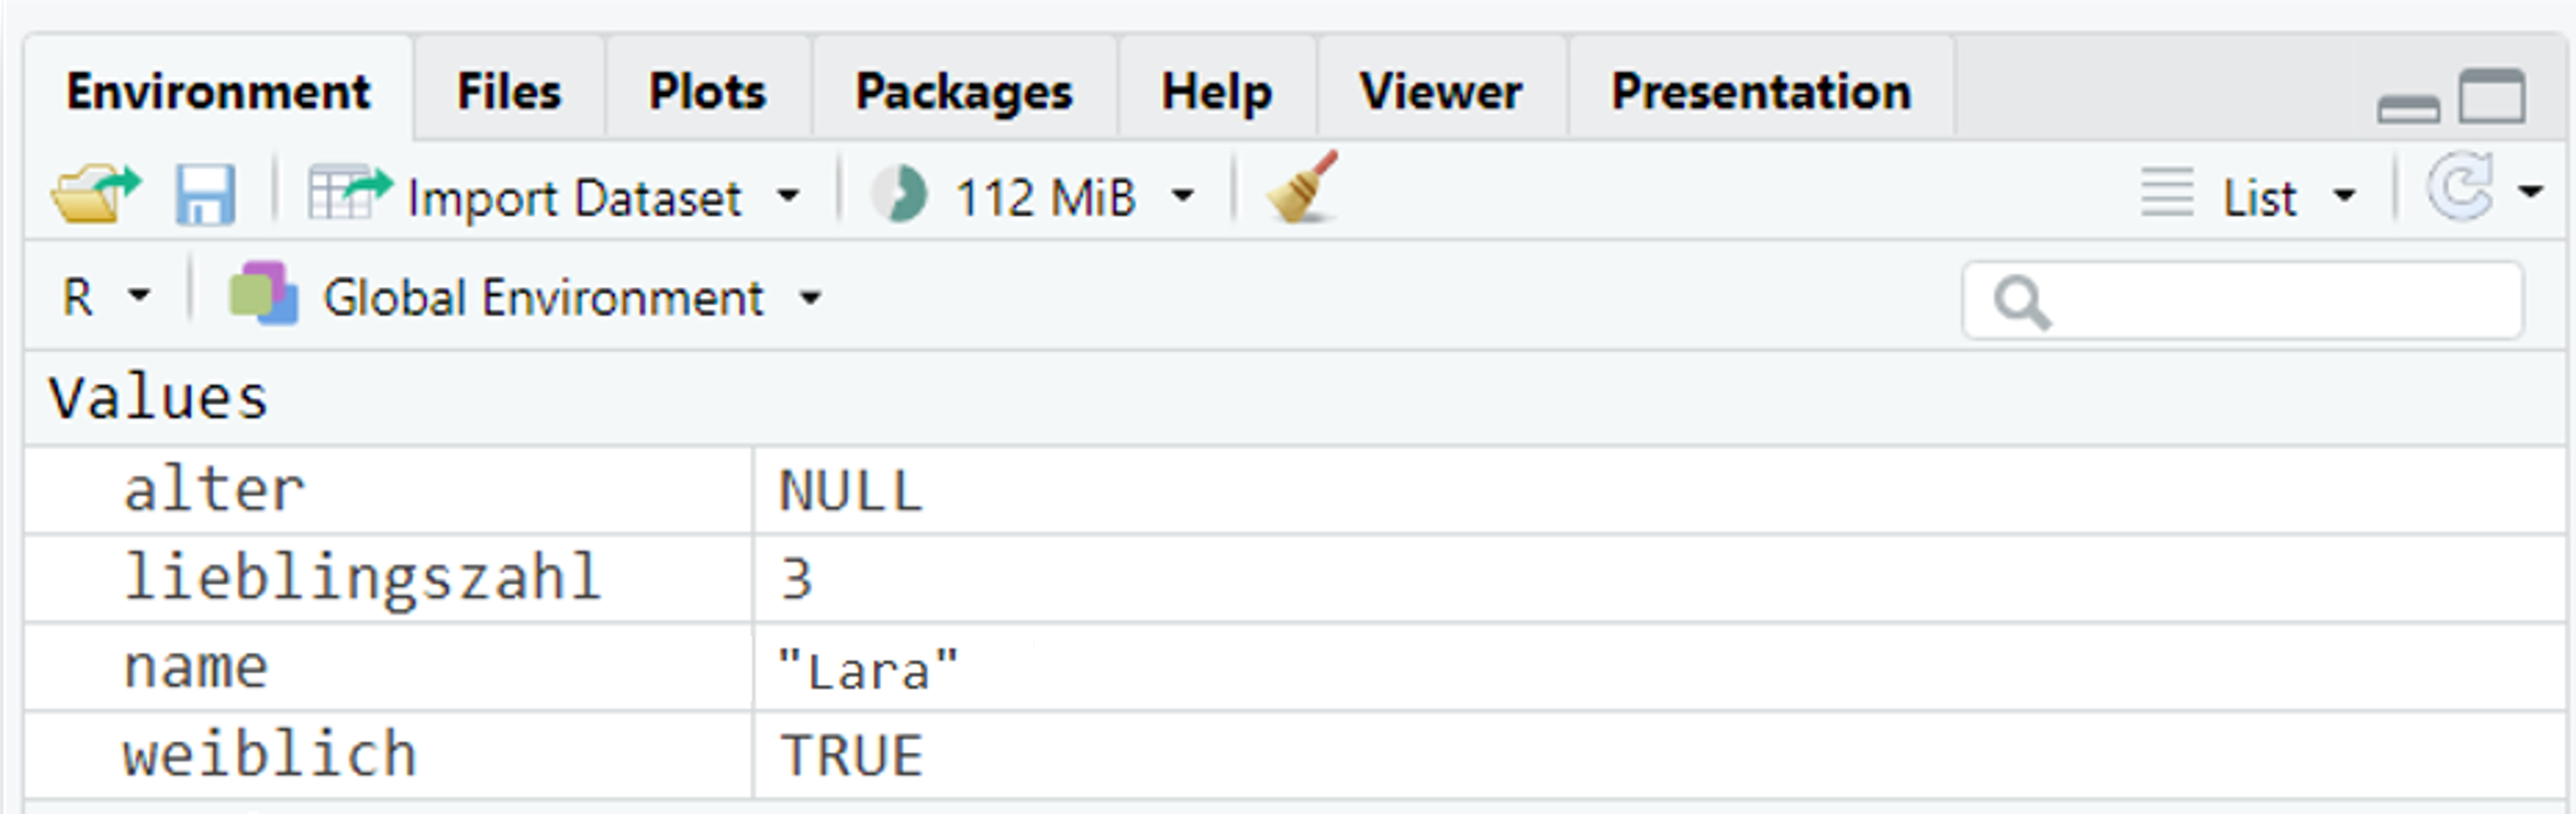 Environment Files Plots Packages Help Viewer Presentation
Import Dataset 112 MiB List
R Global Environment
Values
alter NULL
lieblingszahl 3
name "Lara"
weiblich TRUE